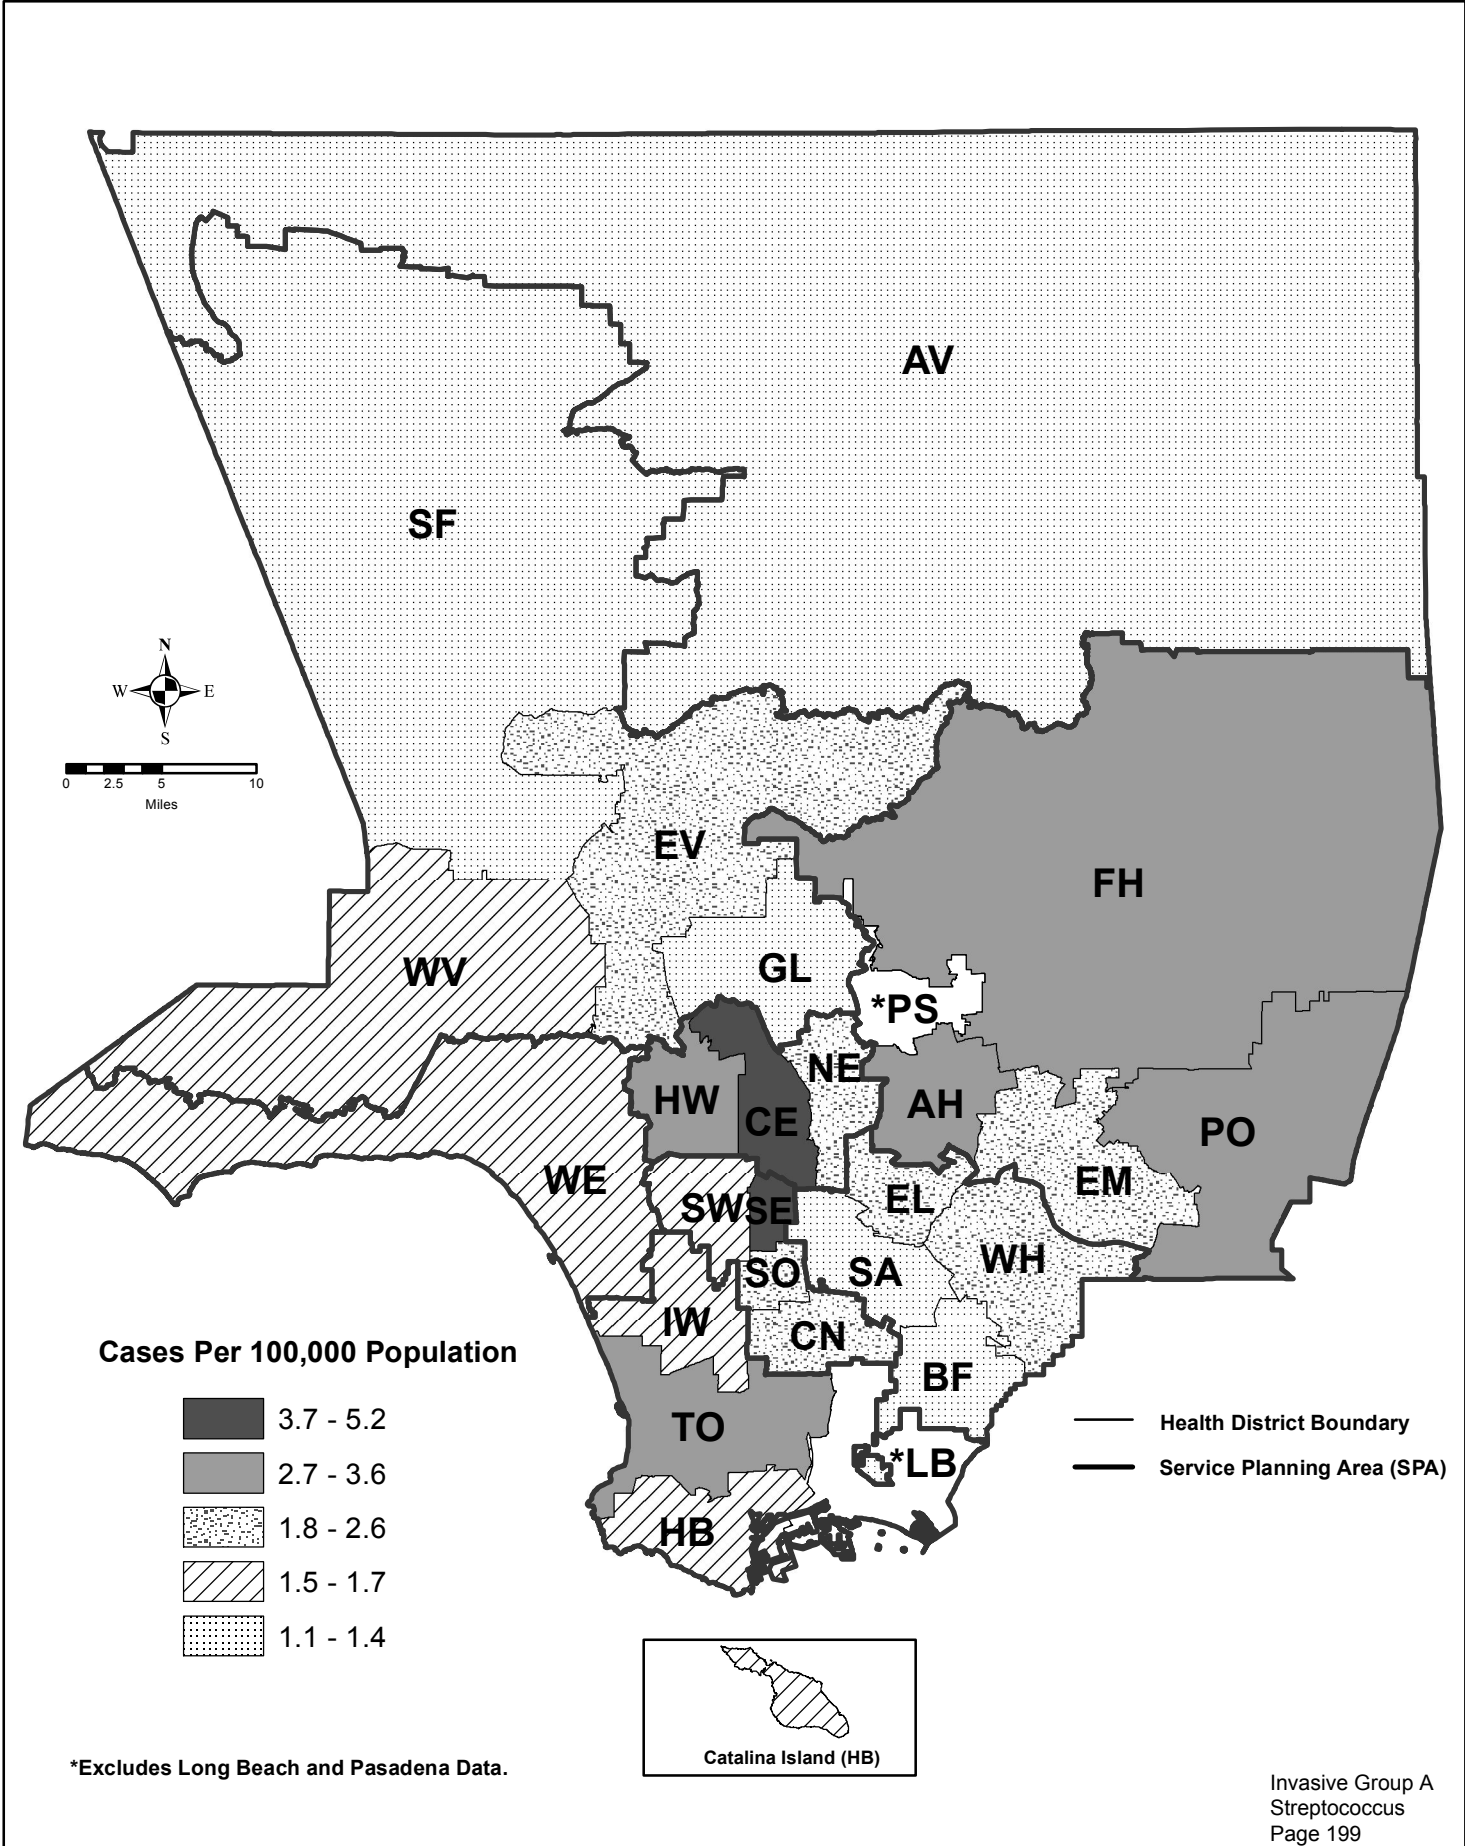 AV
SF
N
W E
S
0 2.5 5 10
Miles
EV
FH
WV
GL
*PS
NE
HW
CE
AH
PO
WE
SW
SE
EL
EM
SO
SA
WH
IW
CN
BF
TO
*LB
HB
Cases Per 100,000 Population
3.7 - 5.2
2.7 - 3.6
1.8 - 2.6
1.5 - 1.7
1.1 - 1.4
Health District Boundary
Service Planning Area (SPA)
Catalina Island (HB)
*Excludes Long Beach and Pasadena Data.
Invasive Group A
Streptococcus
Page 199